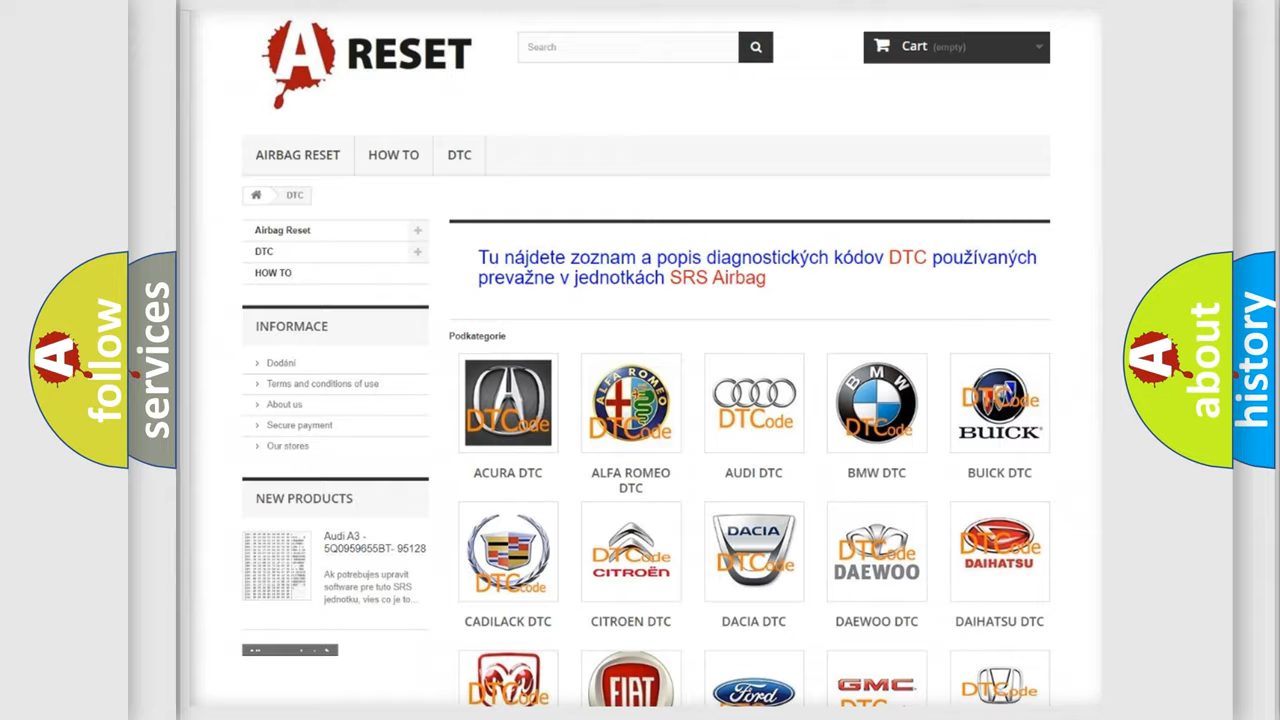 A RESET
Search
Cart (empty)
AIRBAG RESET
HOW TO
DTC
DTC
Airbag Reset
DTC
HOW TO
INFORMACE
Dodání
Terms and conditions of use
About us
Secure payment
Our stores
NEW PRODUCTS
Audi A3 -
5Q0959655BT- 95128
Ak potrebujes upravit
software pre tuto SRS
jednotku, vies co je to...
Tu nájdete zoznam a popis diagnostických kódov DTC používaných
prevažne v jednotkách SRS Airbag
Podkategorie
DTCode
ALFA ROMEO
DTCode
DTCode
BMW
DTCode
DTCode
BUICK
ACURA DTC
ALFA ROMEO
DTC
AUDI DTC
BMW DTC
BUICK DTC
DTCode
DTCode
CITROËN
DACIA
DTCode
DTCode
DAEWOO
DTCode
DAIHATSU
CADILACK DTC
CITROEN DTC
DACIA DTC
DAEWOO DTC
DAIHATSU DTC
DTCode
FIAT
Ford
GMC
DTCode
A follow
services
A about
history